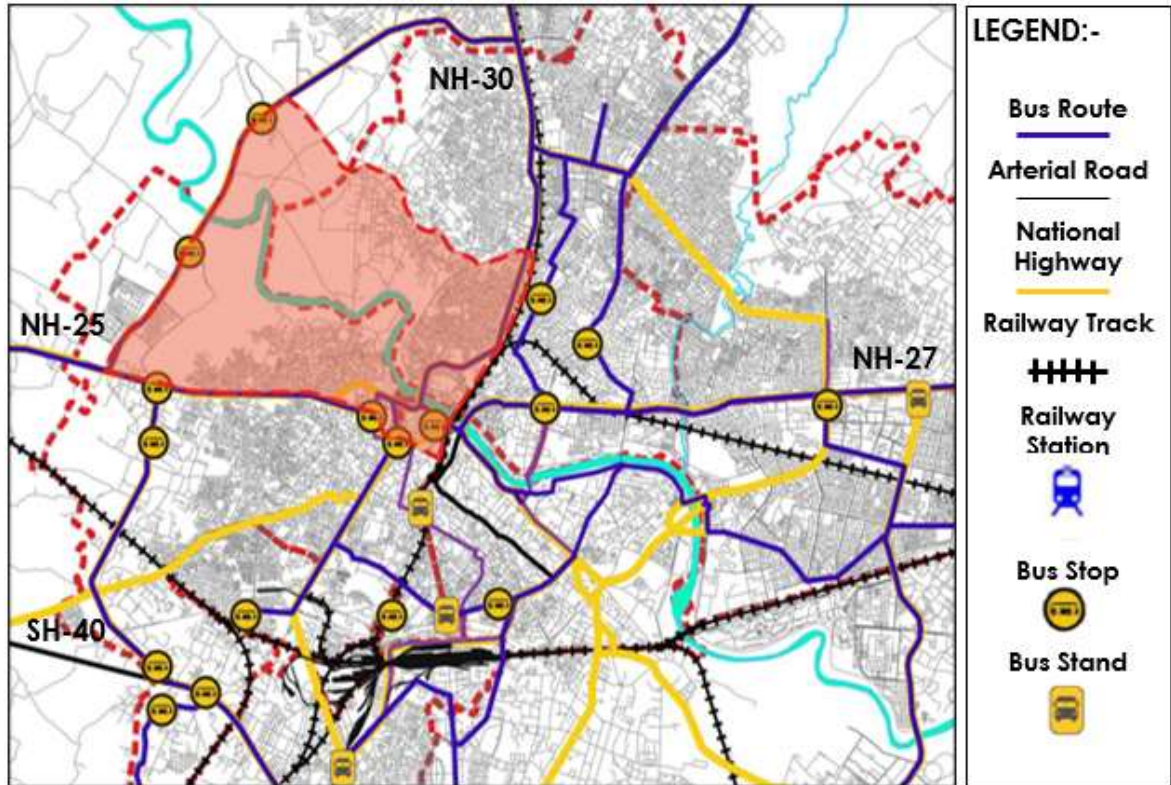 NH-30
NH-25
NH-27
SH-40
LEGEND:-
Bus Route
Arterial Road
National
Highway
Railway Track
Railway
Station
Bus Stop
Bus Stand